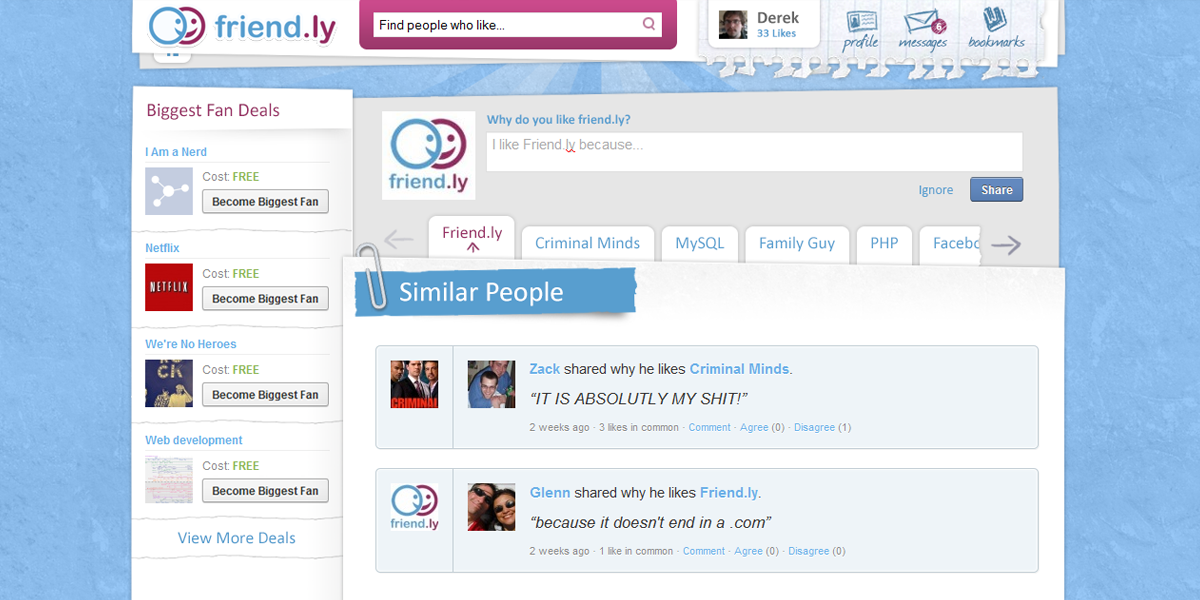 friend.ly
Find people who like...
Derek
33 Likes
profile
messages
6
bookmarks
Biggest Fan Deals
I Am a Nerd
Cost: FREE
Become Biggest Fan
Netflix
NETFLIX
Cost: FREE
Become Biggest Fan
We're No Heroes
Cost: FREE
Become Biggest Fan
Web development
Cost: FREE
Become Biggest Fan
View More Deals
friend.ly
Why do you like friend.ly?
I like Friend.ly because...
Ignore
Share
Friend.ly
Criminal Minds
MySQL
Family Guy
PHP
Facebo
Similar People
CRIMINAL
Zack shared why he likes Criminal Minds.
“IT IS ABSOLUTLY MY SHIT!”
2 weeks ago · 3 likes in common · Comment · Agree (0) · Disagree (1)
friend.ly
Glenn shared why he likes Friend.ly.
“because it doesn't end in a .com”
2 weeks ago · 1 like in common · Comment · Agree (0) · Disagree (0)